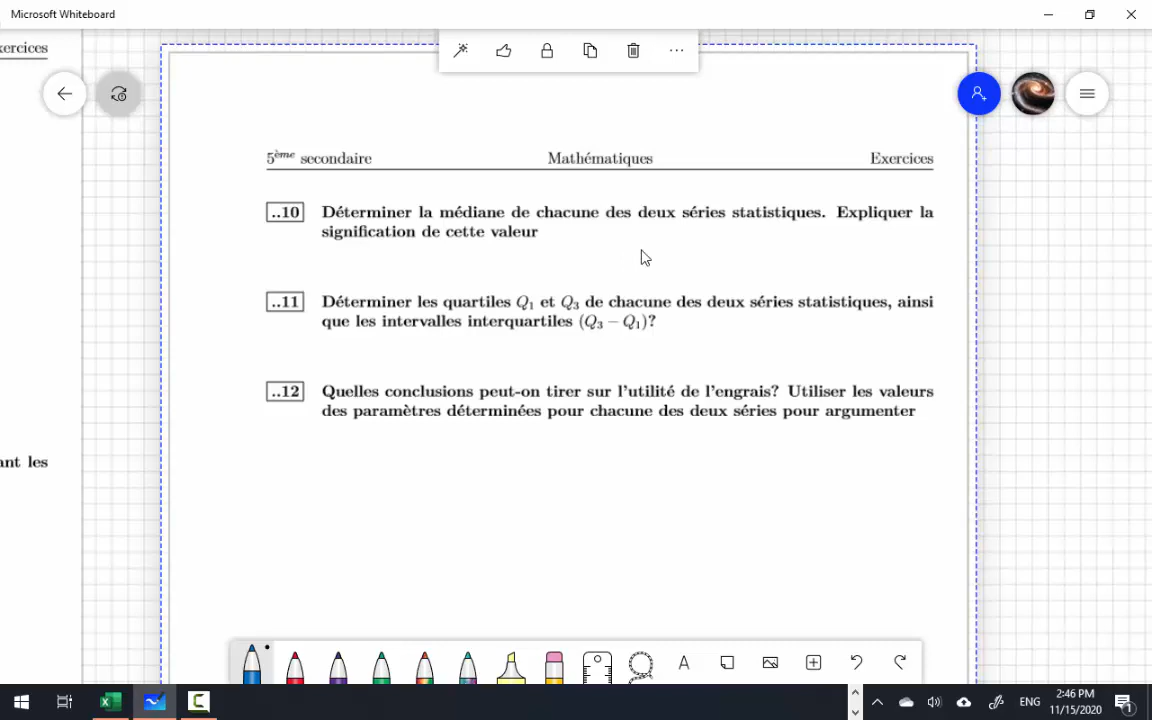 Microsoft Whiteboard
xercices
5ème secondaire Mathématiques Exercices
..10 Déterminer la médiane de chacune des deux séries statistiques. Expliquer la
signification de cette valeur
..11 Déterminer les quartiles Q1 et Q3 de chacune des deux séries statistiques, ainsi
que les intervalles interquartiles (Q3 − Q1)?
..12 Quelles conclusions peut-on tirer sur l'utilité de l'engrais? Utiliser les valeurs
des paramètres déterminées pour chacune des deux séries pour argumenter
ant les
A
ENG
2:46 PM
11/15/2020
1